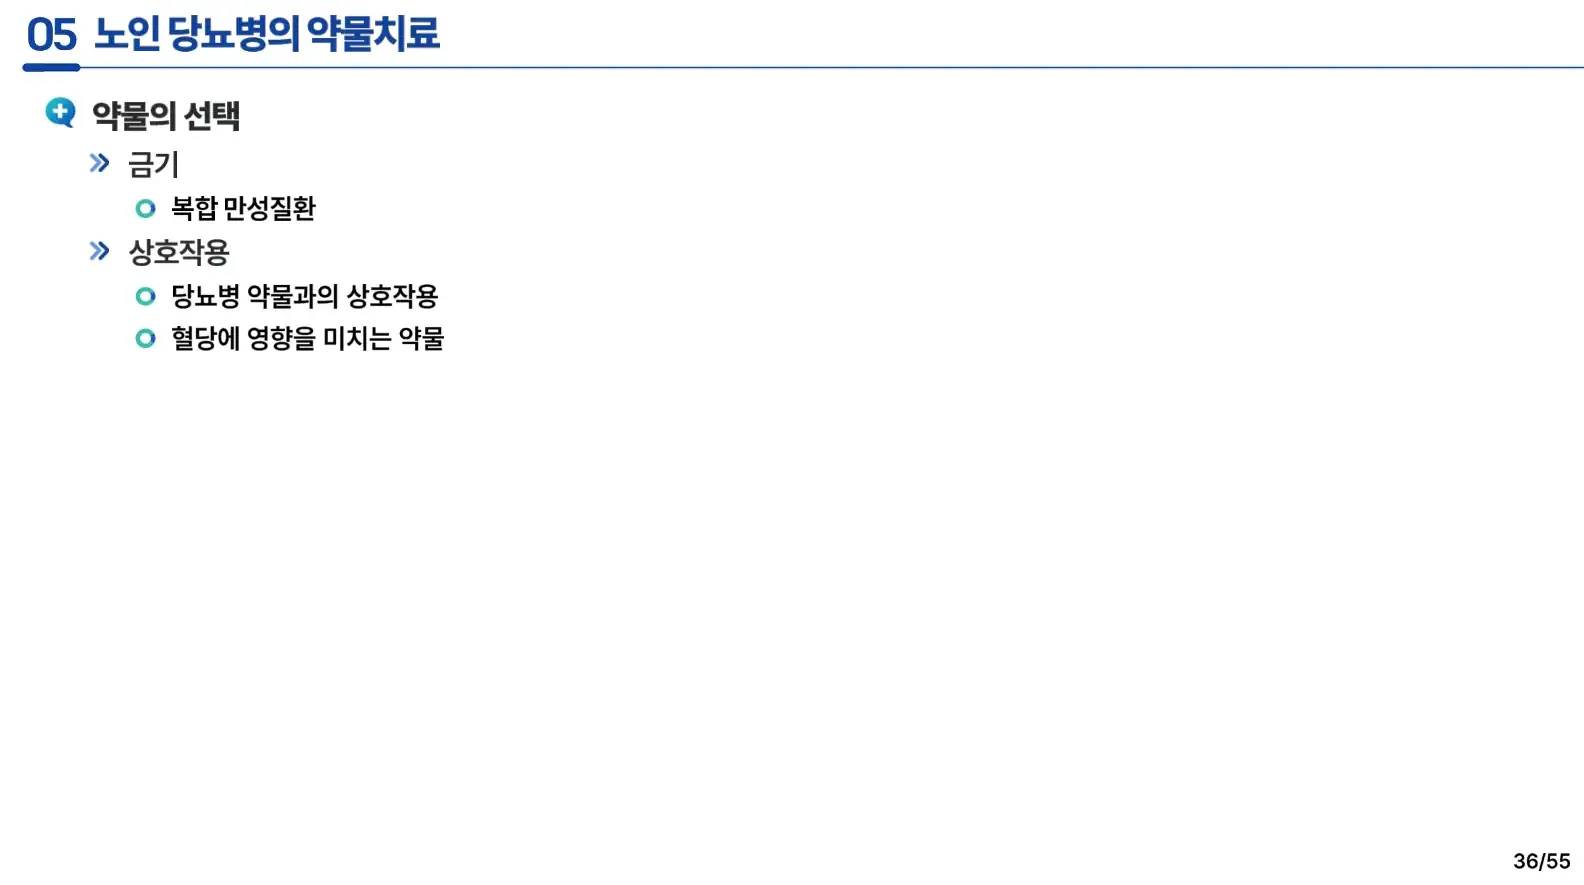 05 노인 당뇨병의 약물치료
약물의 선택
금기
복합 만성질환
상호작용
당뇨병 약물과의 상호작용
혈당에 영향을 미치는 약물
36/55